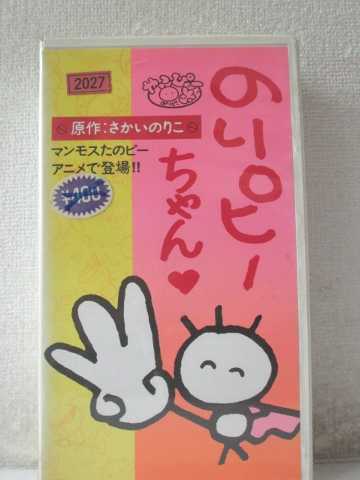 2027
原作:さかいのりこ
マンモスたのピー
アニメで登場!!
¥400
のりピー
ちゃん♥